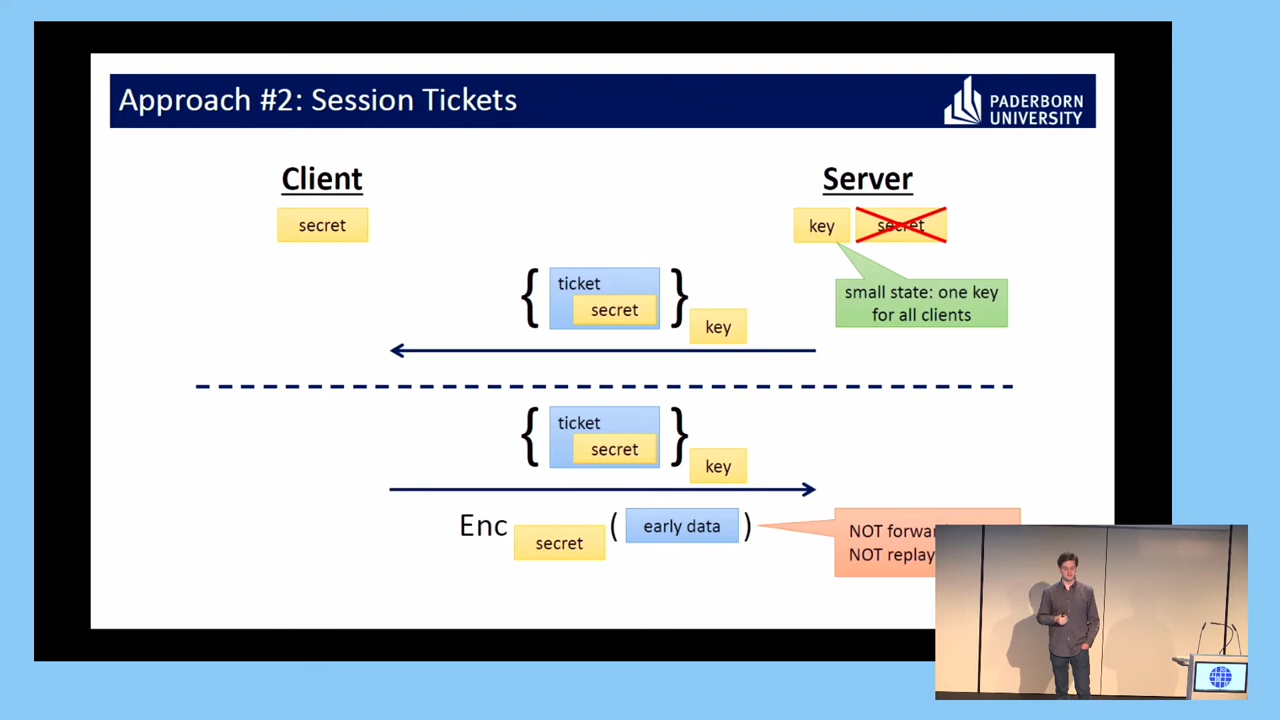 Approach #2: Session Tickets
PADERBORN
UNIVERSITY
Client
Server
secret
key
secret
small state: one key
for all clients
{ ticket
secret }
key
{ ticket
secret }
key
Enc secret ( early data )
NOT
NOT replay